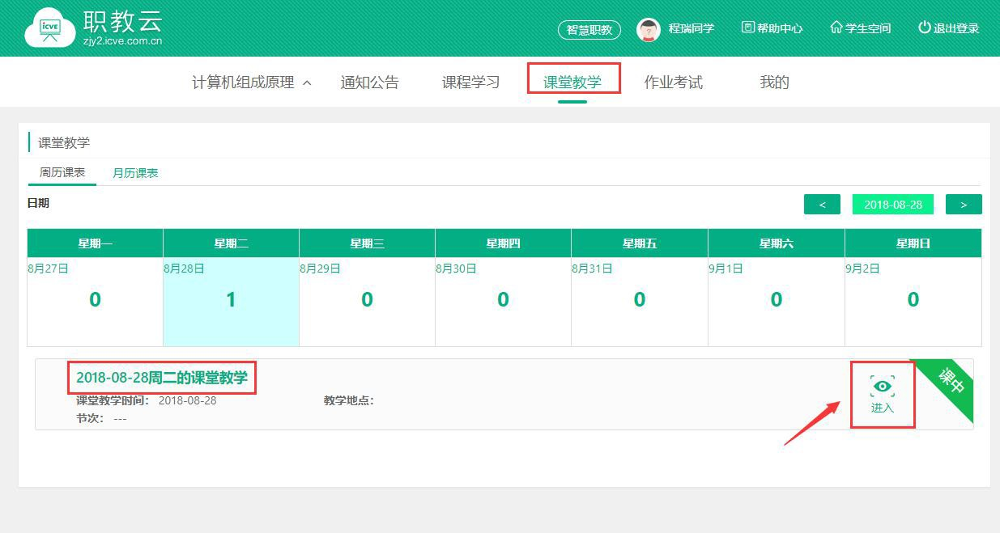 icve
职教云
zjy2.icve.com.cn
智慧职教
程瑞同学
帮助中心
学生空间
退出登录
计算机组成原理
通知公告
课程学习
课堂教学
作业考试
我的
课堂教学
周历课表
月历课表
日期
<
2018-08-28
>
星期一
星期二
星期三
星期四
星期五
星期六
星期日
8月27日
8月28日
8月29日
8月30日
8月31日
9月1日
9月2日
0
1
0
0
0
0
0
2018-08-28周二的课堂教学
课中
课堂教学时间： 2018-08-28
教学地点：
进入
节次： ---